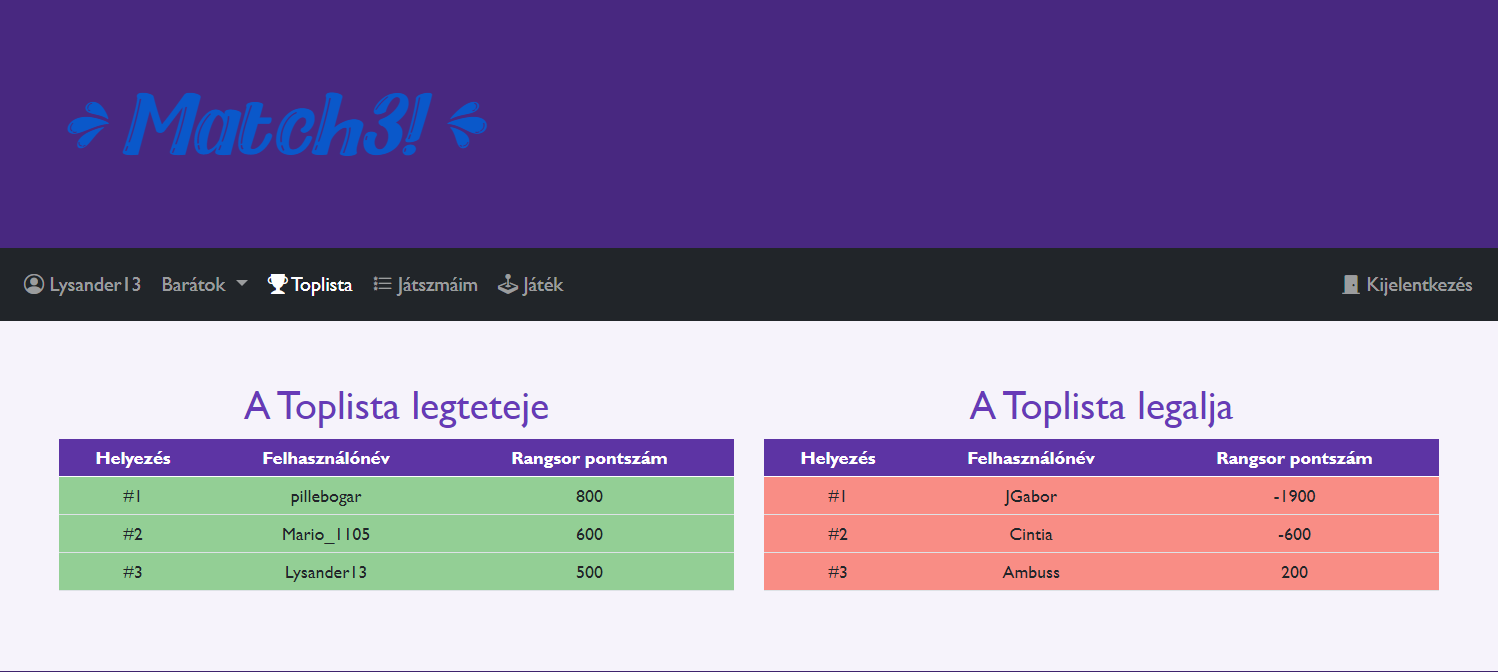 Match3!
Lysander13 Barátok Toplista Játszmáim Játék Kijelentkezés
A Toplista legteteje
Helyezés Felhasználónév Rangsor pontszám
#1 pillebogar 800
#2 Mario_1105 600
#3 Lysander13 500
A Toplista legalja
Helyezés Felhasználónév Rangsor pontszám
#1 JGabor -1900
#2 Cintia -600
#3 Ambuss 200